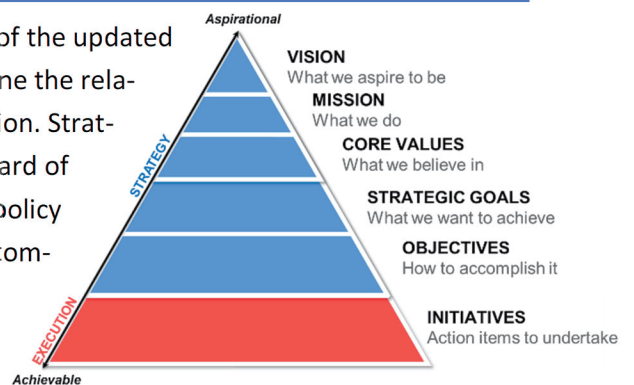 of the updated
ne the rela-
ion. Strat-
ard of
policy
com-
Aspirational
VISION
What we aspire to be
MISSION
What we do
CORE VALUES
What we believe in
STRATEGIC GOALS
What we want to achieve
OBJECTIVES
How to accomplish it
INITIATIVES
Action items to undertake
STRATEGY
EXECUTION
Achievable